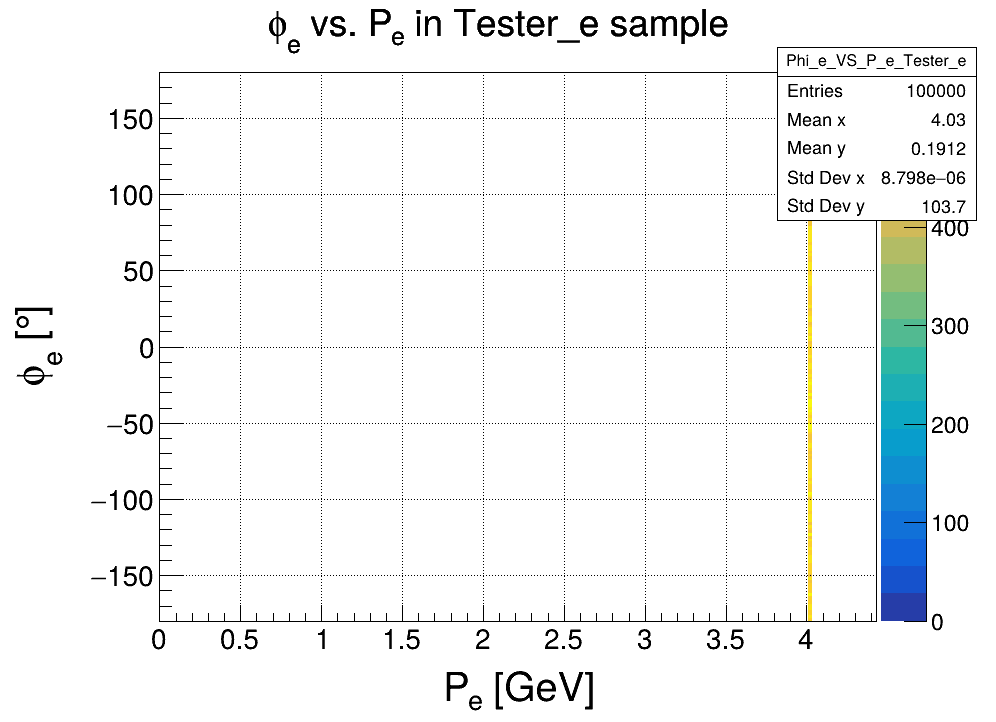 ϕe vs. Pe in Tester_e sample
Phi_e_VS_P_e_Tester_e
Entries 100000
Mean x 4.03
Mean y 0.1912
Std Dev x 8.798e−06
Std Dev y 103.7
ϕe [°]
150
100
50
0
−50
−100
−150
0 0.5 1 1.5 2 2.5 3 3.5 4
Pe [GeV]
400
300
200
100
0